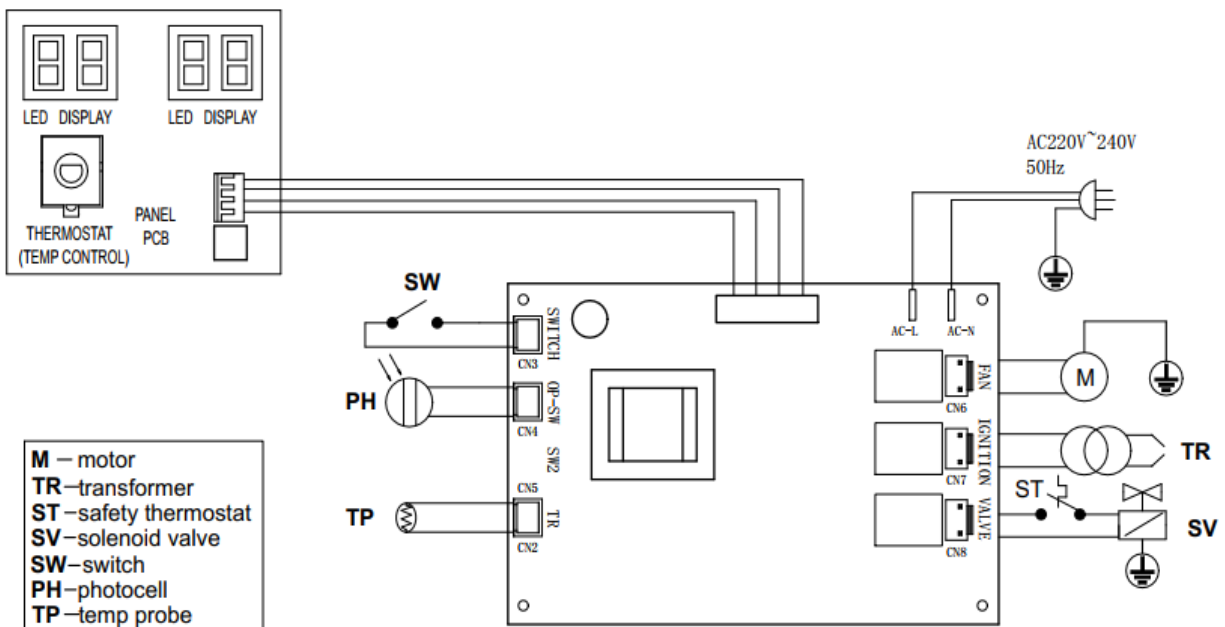 LED DISPLAY
LED DISPLAY
THERMOSTAT
(TEMP CONTROL)
PANEL
PCB
AC220V~240V
50Hz
SW
PH
TP
SWITCH
CN3
OP-SW
CN4
SW2
CN5
TR
CN2
AC-L
AC-N
FAN
CN6
M
IGNITION
CN7
TR
VALVE
CN8
ST
SV
M – motor
TR–transformer
ST –safety thermostat
SV–solenoid valve
SW–switch
PH–photocell
TP –temp probe